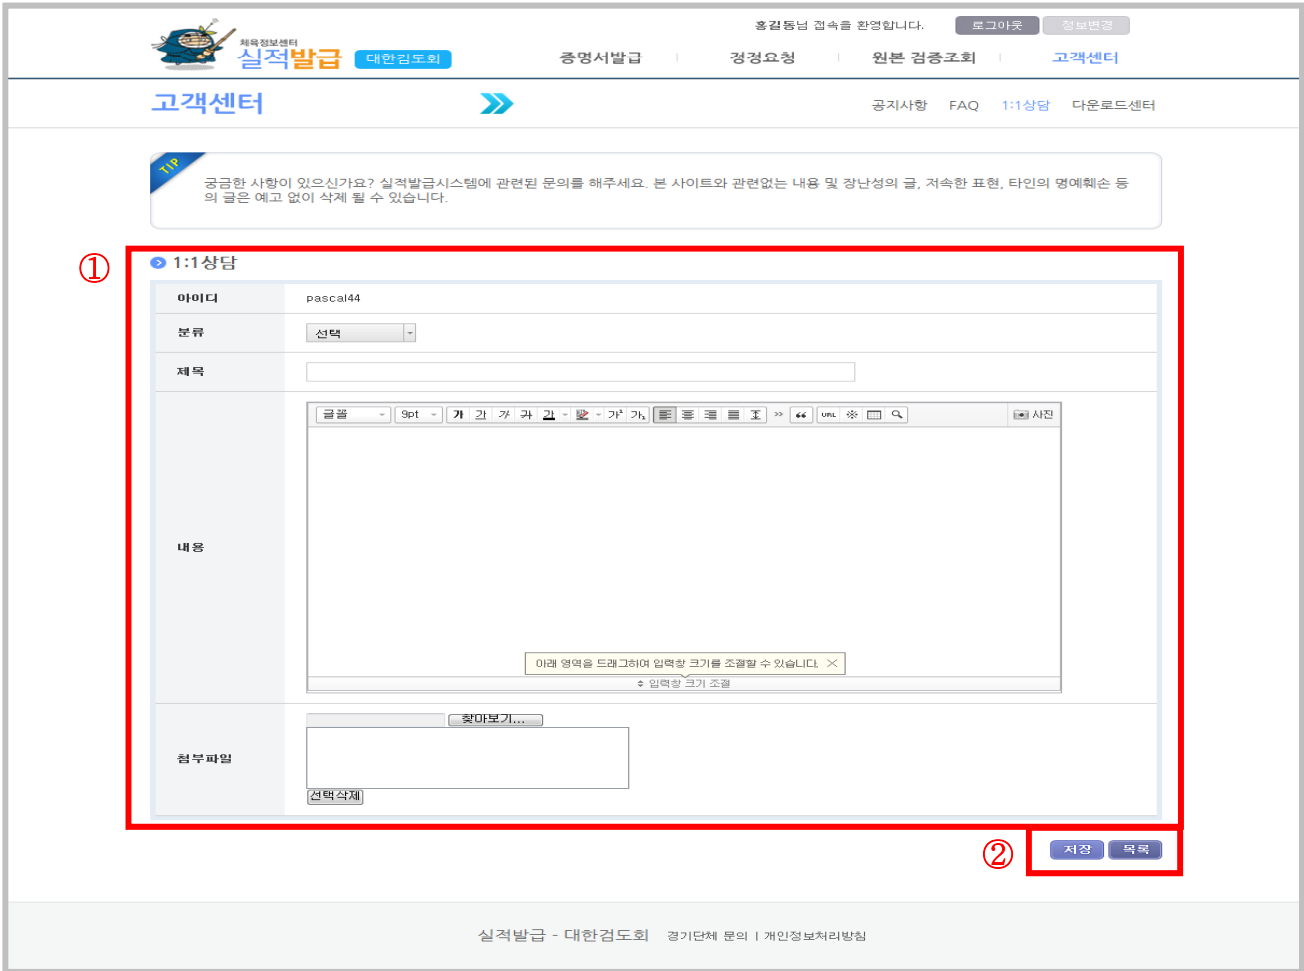 홍길동님 접속을 환영합니다. 로그아웃 정보변경
체육정보센터
실적발급 대한검도회 증명서발급 정정요청 원본 검증조회 고객센터
고객센터 공지사항 FAQ 1:1상담 다운로드센터
TIP
궁금한 사항이 있으신가요? 실적발급시스템에 관련된 문의를 해주세요. 본 사이트와 관련없는 내용 및 장난성의 글, 저속한 표현, 타인의 명예훼손 등
의 글은 예고 없이 삭제 될 수 있습니다.
① 1:1상담
아이디 pascal44
분류 선택
제목
글꼴 9pt 가 가 가 가 가 가² 가₂ URL 사진
내용
아래 영역을 드래그하여 입력창 크기를 조절할 수 있습니다.
입력창 크기 조절
찾아보기...
첨부파일
선택삭제
② 저장 목록
실적발급 - 대한검도회 경기단체 문의 | 개인정보처리방침